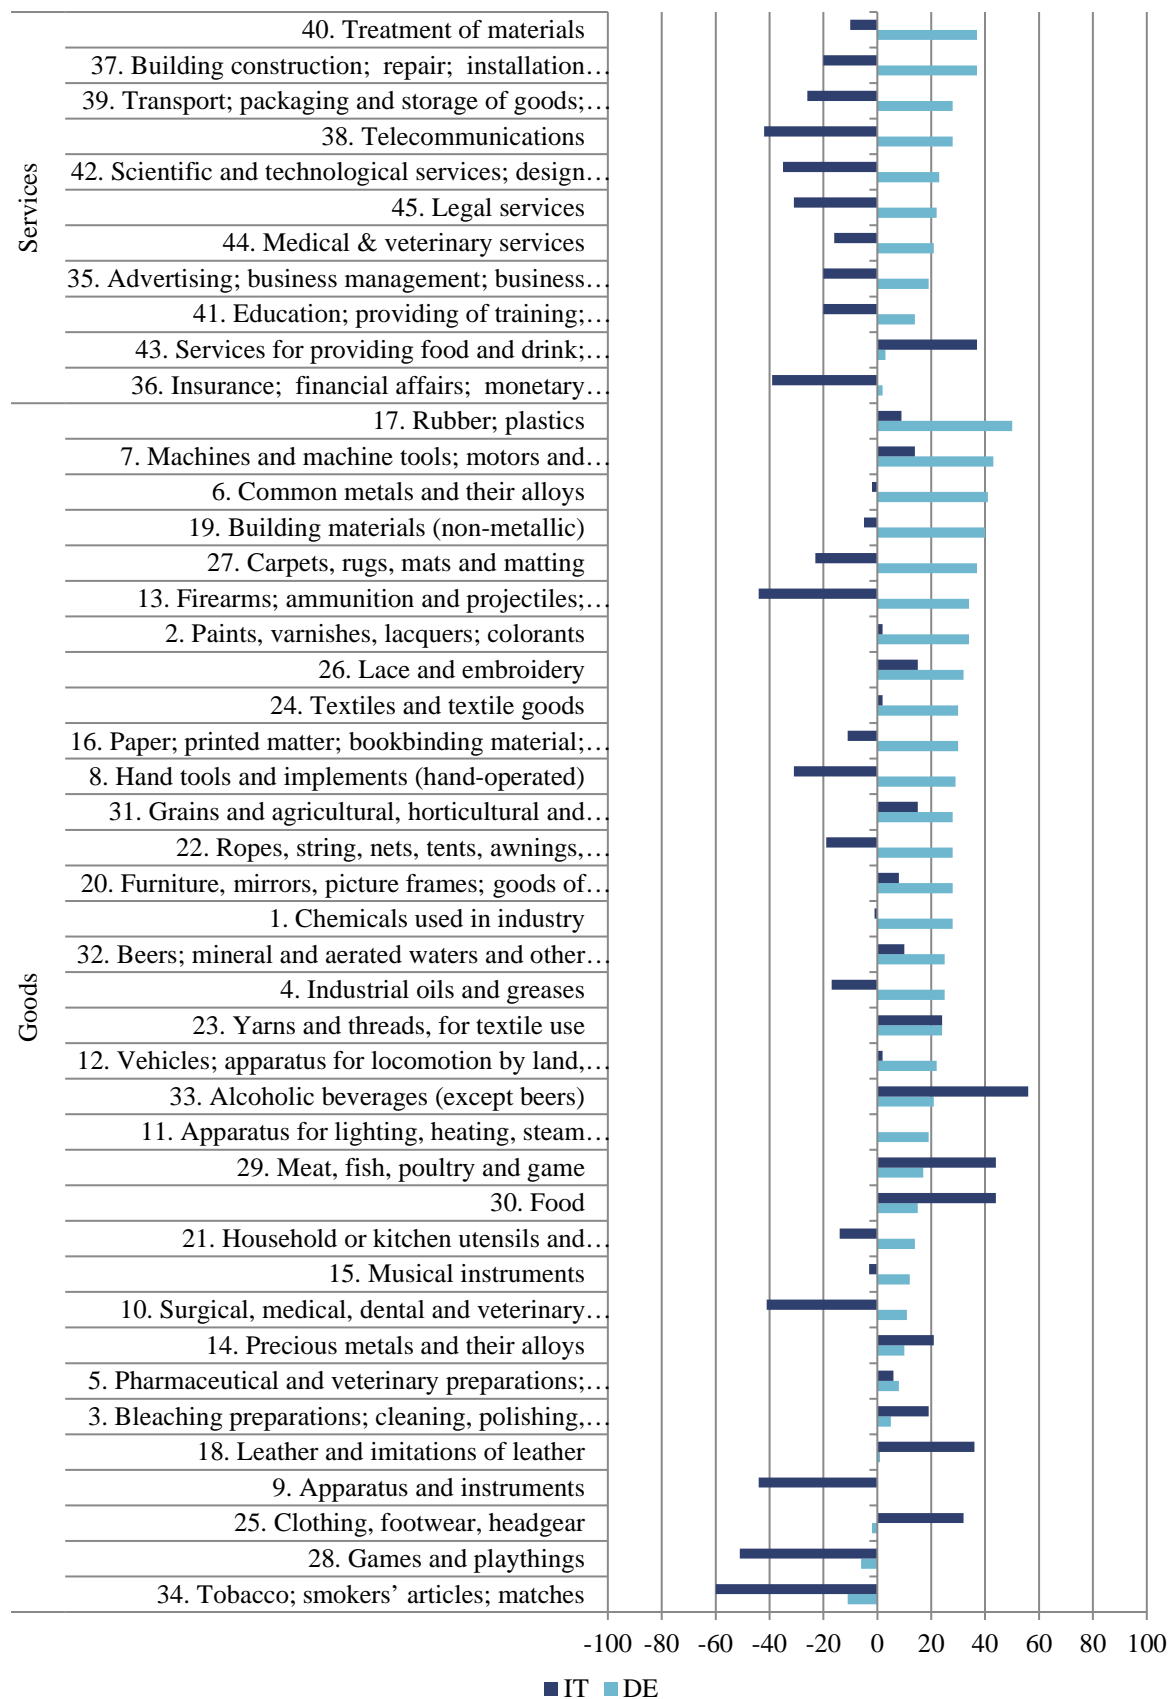 Services
40. Treatment of materials
37. Building construction; repair; installation…
39. Transport; packaging and storage of goods;…
38. Telecommunications
42. Scientific and technological services; design…
45. Legal services
44. Medical & veterinary services
35. Advertising; business management; business…
41. Education; providing of training;…
43. Services for providing food and drink;…
36. Insurance; financial affairs; monetary…
Goods
17. Rubber; plastics
7. Machines and machine tools; motors and…
6. Common metals and their alloys
19. Building materials (non-metallic)
27. Carpets, rugs, mats and matting
13. Firearms; ammunition and projectiles;…
2. Paints, varnishes, lacquers; colorants
26. Lace and embroidery
24. Textiles and textile goods
16. Paper; printed matter; bookbinding material;…
8. Hand tools and implements (hand-operated)
31. Grains and agricultural, horticultural and…
22. Ropes, string, nets, tents, awnings,…
20. Furniture, mirrors, picture frames; goods of…
1. Chemicals used in industry
32. Beers; mineral and aerated waters and other…
4. Industrial oils and greases
23. Yarns and threads, for textile use
12. Vehicles; apparatus for locomotion by land,…
33. Alcoholic beverages (except beers)
11. Apparatus for lighting, heating, steam…
29. Meat, fish, poultry and game
30. Food
21. Household or kitchen utensils and…
15. Musical instruments
10. Surgical, medical, dental and veterinary…
14. Precious metals and their alloys
5. Pharmaceutical and veterinary preparations;…
3. Bleaching preparations; cleaning, polishing,…
18. Leather and imitations of leather
9. Apparatus and instruments
25. Clothing, footwear, headgear
28. Games and playthings
34. Tobacco; smokers’ articles; matches
-100 -80 -60 -40 -20 0 20 40 60 80 100
IT DE